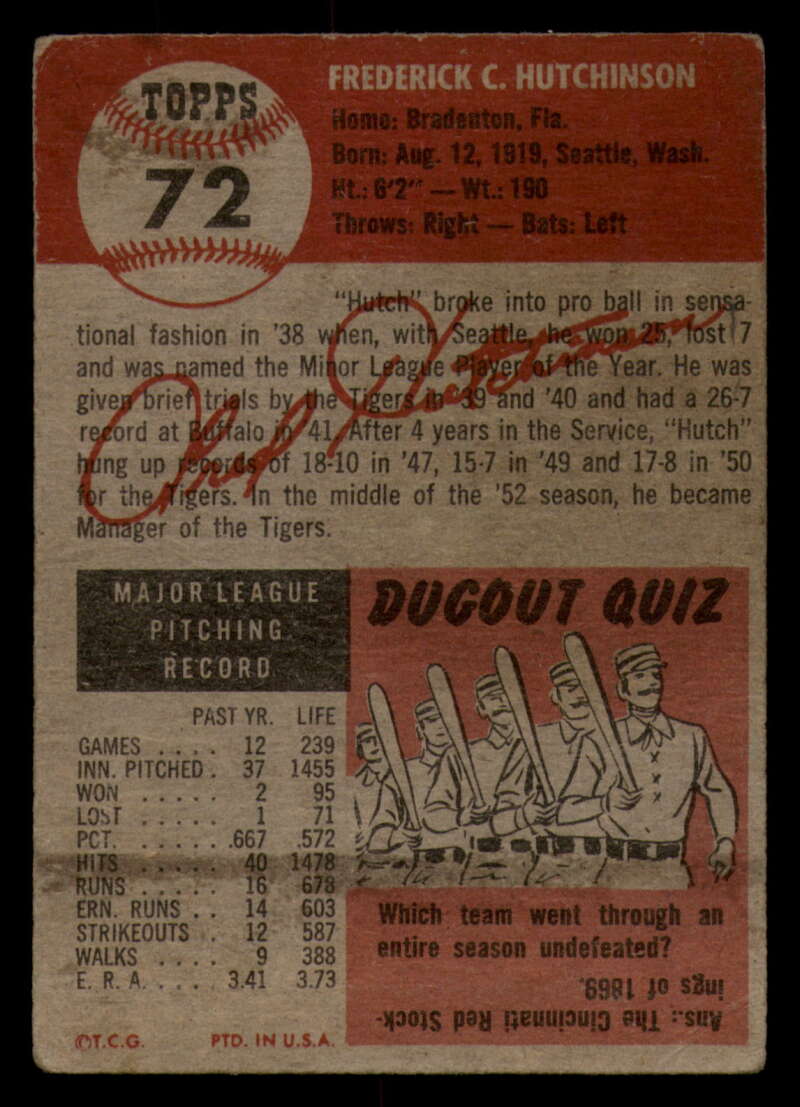 TOPPS
72
FREDERICK C. HUTCHINSON
Home: Bradenton, Fla.
Born: Aug. 12, 1919, Seattle, Wash.
Ht.: 6'2" — Wt.: 190
Throws: Right — Bats: Left
"Hutch" broke into pro ball in sensa-
tional fashion in '38 when, with Seattle, he won 25, lost 7
and was named the Minor League Player of the Year. He was
given brief trials by the Tigers in '39 and '40 and had a 26-7
record at Buffalo in '41. After 4 years in the Service, "Hutch"
hung up records of 18-10 in '47, 15-7 in '49 and 17-8 in '50
for the Tigers. In the middle of the '52 season, he became
Manager of the Tigers.
Fred Hutchinson
MAJOR LEAGUE
PITCHING
RECORD
PAST YR. LIFE
GAMES . . . . 12 239
INN. PITCHED . 37 1455
WON . . . . . 2 95
LOST . . . . . 1 71
PCT. . . . . . .667 .572
HITS . . . . . 40 1478
RUNS . . . . . 16 678
ERN. RUNS . . 14 603
STRIKEOUTS . 12 587
WALKS . . . . 9 388
E. R. A. . . . . 3.41 3.73
©T.C.G. PTD. IN U.S.A.
DUGOUT QUIZ
Which team went through an
entire season undefeated?
Ans.: The Cincinnati Red Stock-
ings of 1869.